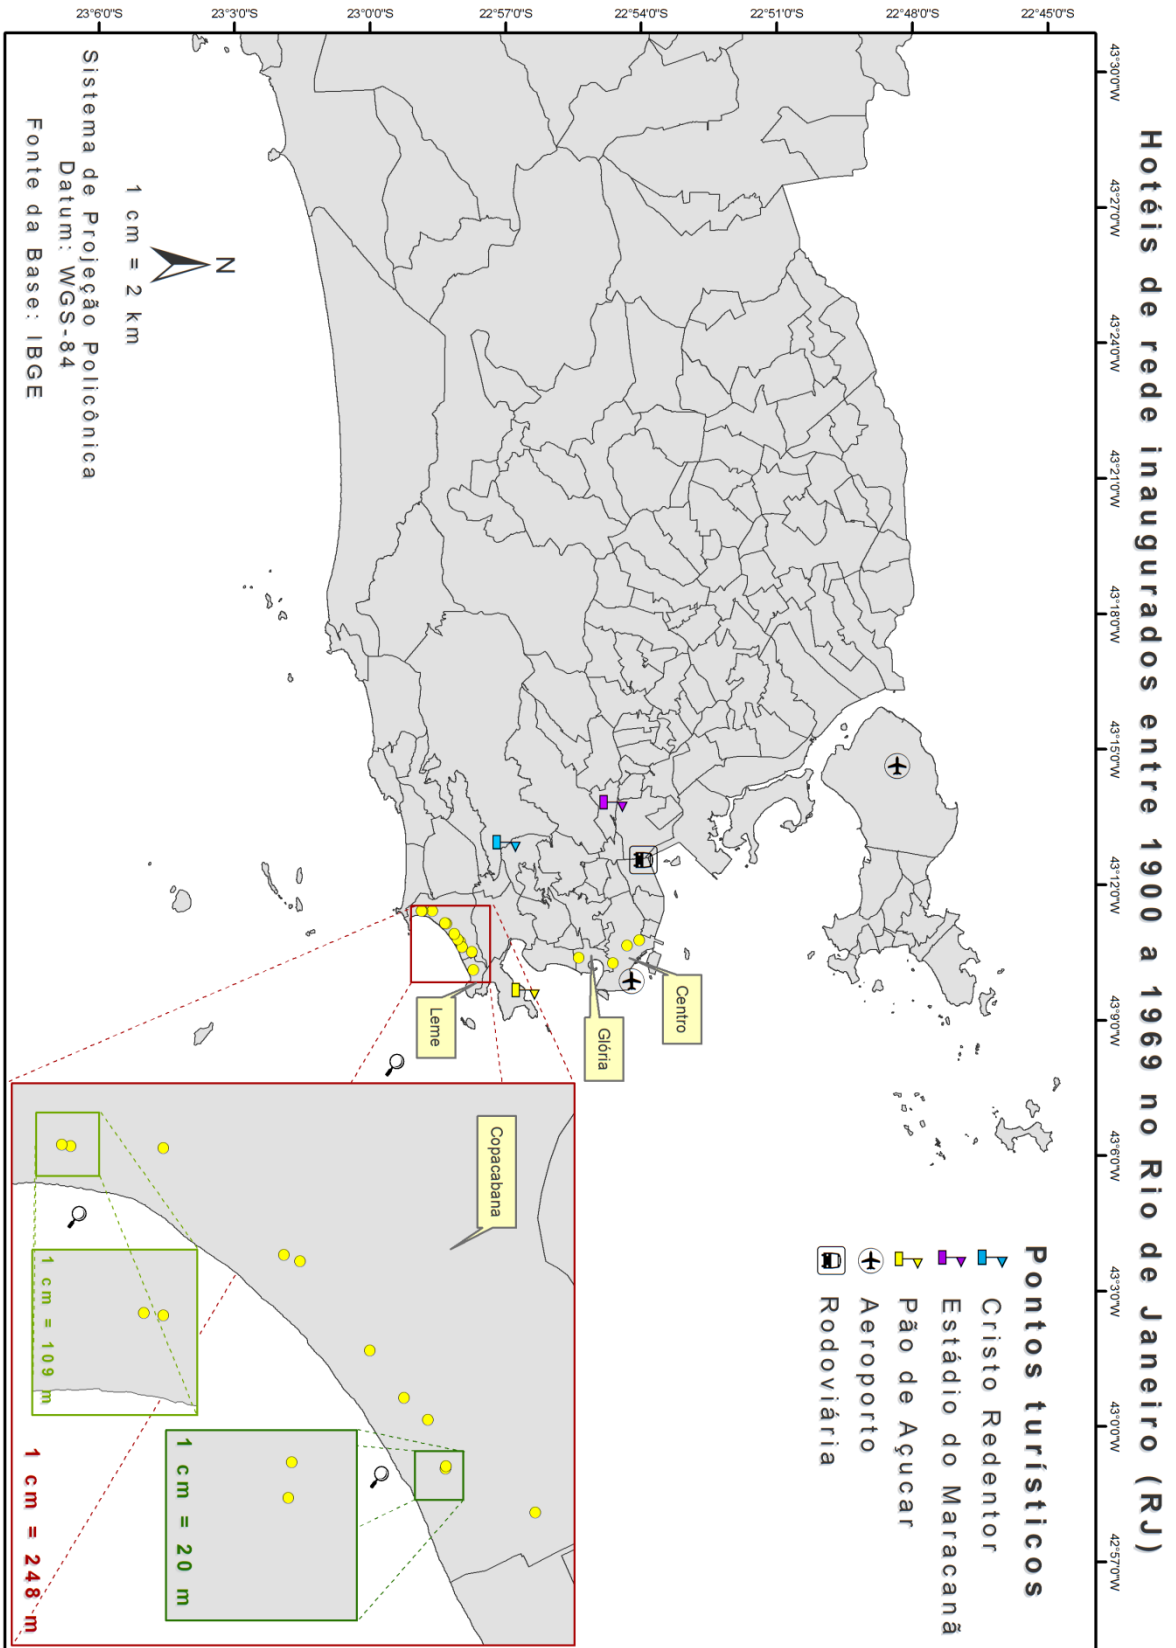 Hotéis de rede inaugurados entre 1900 a 1969 no Rio de Janeiro (RJ)
43°30'0"W
43°27'0"W
43°24'0"W
43°21'0"W
43°18'0"W
43°15'0"W
43°12'0"W
43°9'0"W
43°6'0"W
43°3'0"W
43°0'0"W
42°57'0"W
22°45'0"S
22°48'0"S
22°51'0"S
22°54'0"S
22°57'0"S
23°0'0"S
23°3'0"S
23°6'0"S
Pontos turísticos
Cristo Redentor
Estádio do Maracanã
Pão de Açucar
Aeroporto
Rodoviária
Centro
Glória
Leme
Copacabana
1 cm = 109 m
1 cm = 20 m
1 cm = 248 m
N
1 cm = 2 km
Sistema de Projeção Policônica
Datum: WGS-84
Fonte da Base: IBGE